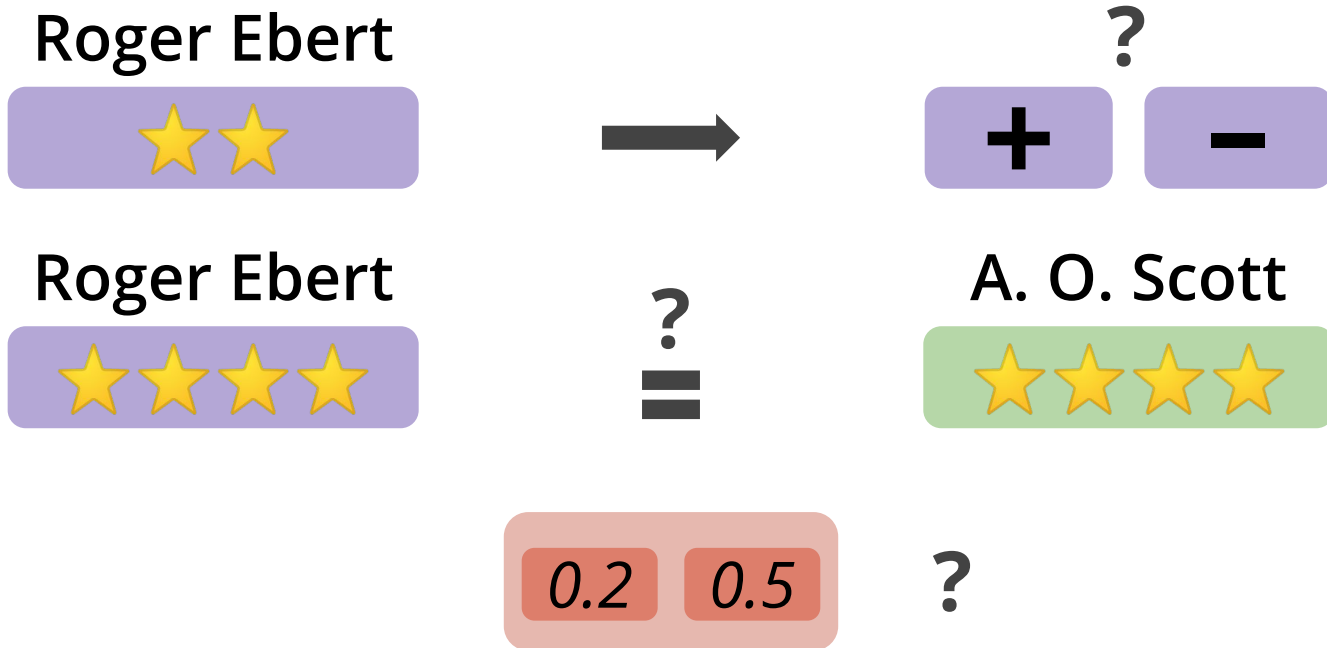 Roger Ebert
?
+ −
Roger Ebert
A. O. Scott
?
=
0.2 0.5 ?